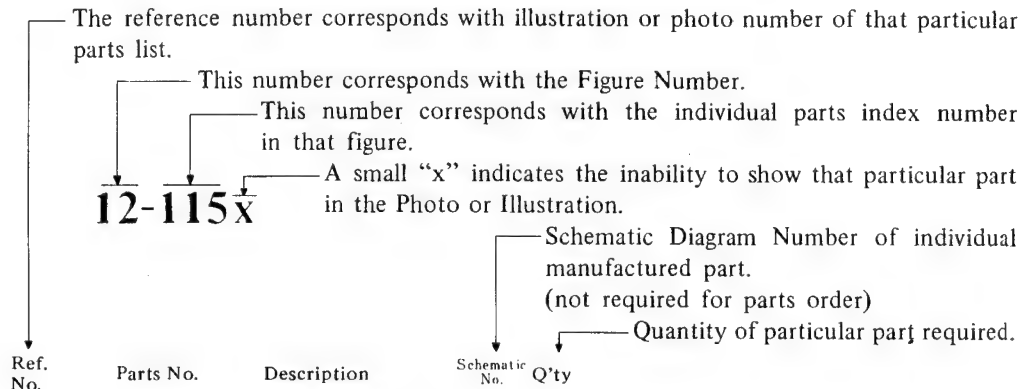 The reference number corresponds with illustration or photo number of that particular
parts list.
This number corresponds with the Figure Number.
This number corresponds with the individual parts index number
in that figure.
A small “x” indicates the inability to show that particular part
in the Photo or Illustration.
12-115x
Schematic Diagram Number of individual
manufactured part.
(not required for parts order)
Quantity of particular part required.
Ref. No. Parts No. Description Schematic No. Q'ty